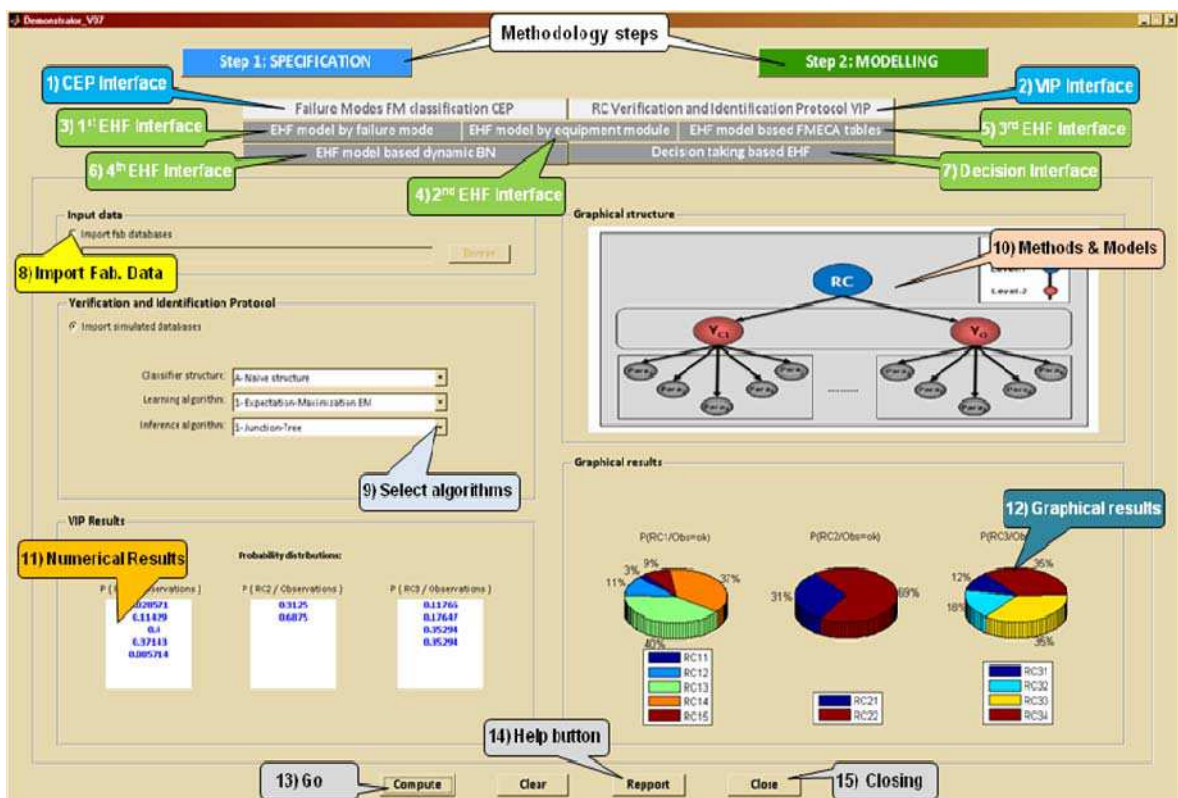 Demonstrator_V07
Methodology steps
Step 1: SPECIFICATION
Step 2: MODELLING
1) CEP Interface
2) VIP Interface
Failure Modes FM classification CEP
RC Verification and Identification Protocol VIP
3) 1st EHF Interface
EHF model by failure mode
EHF model by equipment module
EHF model based FMECA tables
5) 3rd EHF Interface
EHF model based dynamic BN
Decision taking based EHF
6) 4th EHF Interface
4) 2nd EHF Interface
7) Decision Interface
Input data
Import fab databases
8) Import Fab. Data
Verification and Identification Protocol
Import simulated databases
Classifier structure: A-Naive structure
Learning algorithm: 1-Expectation-Maximization EM
Inference algorithm: 1-Junction-Tree
9) Select algorithms
Graphical structure
10) Methods & Models
Level.2
RC
YC1
Para1
........
VIP Results
11) Numerical Results
Probability distributions:
P ( RC2 / Observations )
P ( RC3 / Observations )
0.11429
0.4
0.37143
0.3125
0.6875
0.11765
0.17647
0.35294
0.35294
Graphical results
12) Graphical results
P(RC1/Obs=ok)
P(RC2/Obs=ok)
3%
9%
11%
37%
40%
31%
69%
12%
35%
18%
35%
RC11
RC12
RC13
RC14
RC15
RC21
RC22
RC31
RC32
RC33
RC34
14) Help button
13) Go
Compute
Clear
Repport
Close
15) Closing